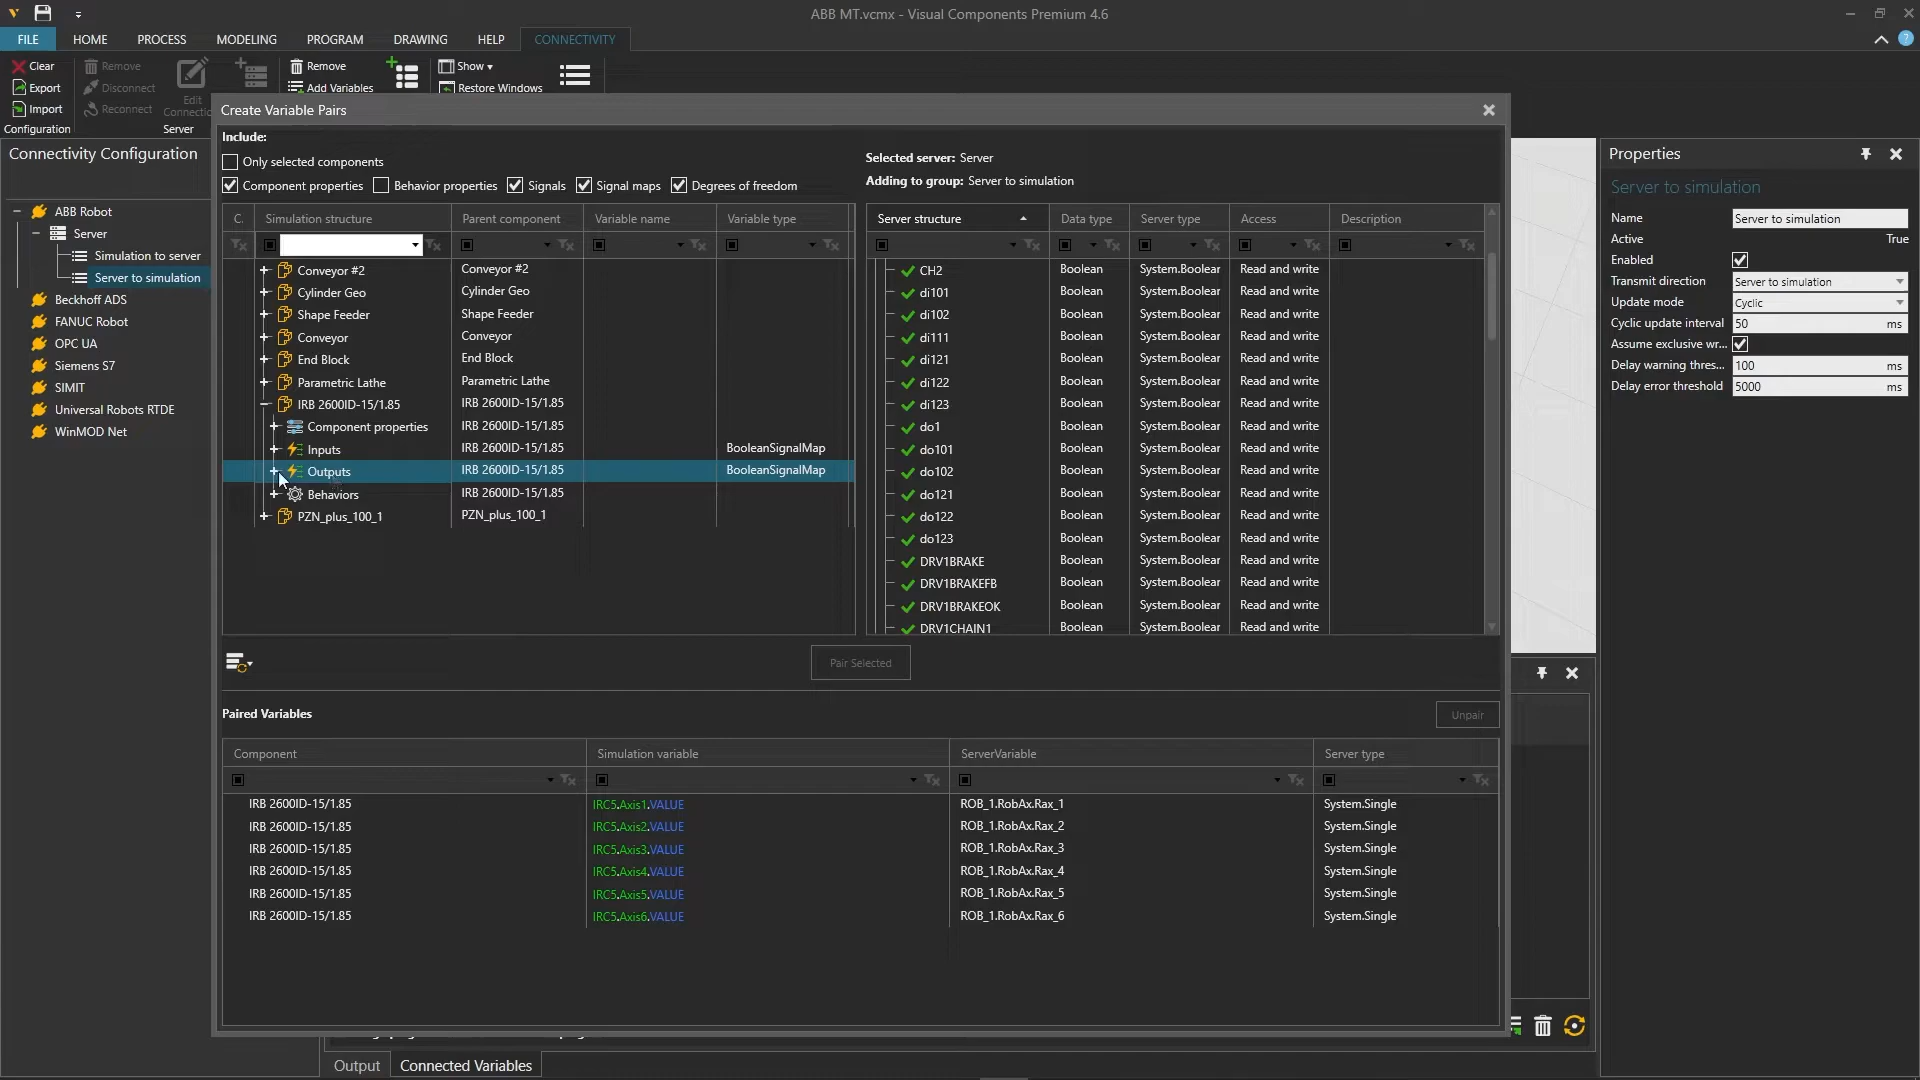 ABB MT.vcmx - Visual Components Premium 4.6
FILE HOME PROCESS MODELING PROGRAM DRAWING HELP CONNECTIVITY
Clear
Export
Import
Configuration
Remove
Disconnect
Reconnect
Edit
Connectic
Server
Remove
Add Variables
Show
Restore Windows
Connectivity Configuration
ABB Robot
Server
Simulation to server
Server to simulation
Beckhoff ADS
FANUC Robot
OPC UA
Siemens S7
SIMIT
Universal Robots RTDE
WinMOD Net
Create Variable Pairs
Include:
Only selected components
Component properties Behavior properties Signals Signal maps Degrees of freedom
Selected server: Server
Adding to group: Server to simulation
C. Simulation structure Parent component Variable name Variable type
Conveyor #2 Conveyor #2
Cylinder Geo Cylinder Geo
Shape Feeder Shape Feeder
Conveyor Conveyor
End Block End Block
Parametric Lathe Parametric Lathe
IRB 2600ID-15/1.85 IRB 2600ID-15/1.85
Component properties IRB 2600ID-15/1.85
Inputs IRB 2600ID-15/1.85 BooleanSignalMap
Outputs IRB 2600ID-15/1.85 BooleanSignalMap
Behaviors IRB 2600ID-15/1.85
PZN_plus_100_1 PZN_plus_100_1
Server structure Data type Server type Access Description
CH2 Boolean System.Boolear Read and write
di101 Boolean System.Boolear Read and write
di102 Boolean System.Boolear Read and write
di111 Boolean System.Boolear Read and write
di121 Boolean System.Boolear Read and write
di122 Boolean System.Boolear Read and write
di123 Boolean System.Boolear Read and write
do1 Boolean System.Boolear Read and write
do101 Boolean System.Boolear Read and write
do102 Boolean System.Boolear Read and write
do121 Boolean System.Boolear Read and write
do122 Boolean System.Boolear Read and write
do123 Boolean System.Boolear Read and write
DRV1BRAKE Boolean System.Boolear Read and write
DRV1BRAKEFB Boolean System.Boolear Read and write
DRV1BRAKEOK Boolean System.Boolear Read and write
DRV1CHAIN1 Boolean System.Boolear Read and write
Pair Selected
Paired Variables
Unpair
Component Simulation variable ServerVariable Server type
IRB 2600ID-15/1.85 IRC5.Axis1.VALUE ROB_1.RobAx.Rax_1 System.Single
IRB 2600ID-15/1.85 IRC5.Axis2.VALUE ROB_1.RobAx.Rax_2 System.Single
IRB 2600ID-15/1.85 IRC5.Axis3.VALUE ROB_1.RobAx.Rax_3 System.Single
IRB 2600ID-15/1.85 IRC5.Axis4.VALUE ROB_1.RobAx.Rax_4 System.Single
IRB 2600ID-15/1.85 IRC5.Axis5.VALUE ROB_1.RobAx.Rax_5 System.Single
IRB 2600ID-15/1.85 IRC5.Axis6.VALUE ROB_1.RobAx.Rax_6 System.Single
Output Connected Variables
Properties
Server to simulation
Name Server to simulation
Active True
Enabled
Transmit direction Server to simulation
Update mode Cyclic
Cyclic update interval 50 ms
Assume exclusive wr...
Delay warning thres... 100 ms
Delay error threshold 5000 ms